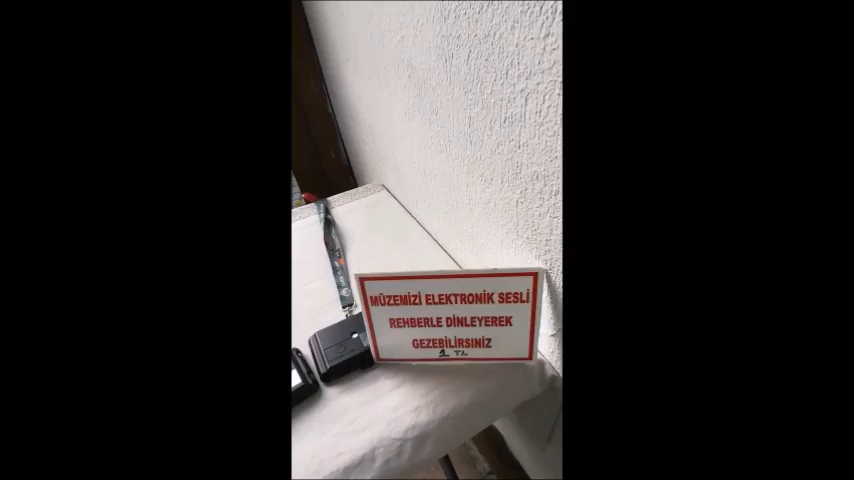 MÜZEMİZİ ELEKTRONİK SESLİ
REHBERLE DİNLEYEREK
GEZEBİLİRSİNİZ
1 TL